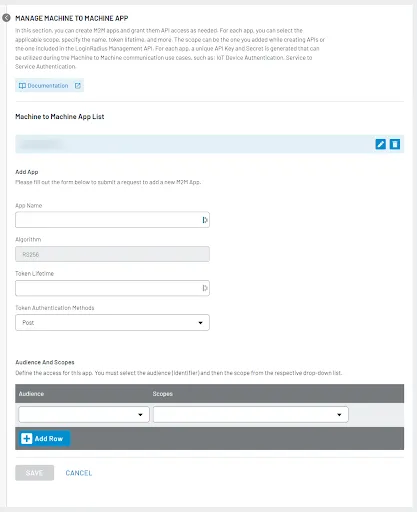 MANAGE MACHINE TO MACHINE APP
In this section, you can create M2M apps and grant them API access as needed. For each app, you can select the
applicable scope, specify the name, token lifetime, and more. The scope can be the one you added while creating APIs or
the one included in the LoginRadius Management API. For each app, a unique API Key and Secret is generated that can
be utilized during the Machine to Machine communication use cases, such as: IoT Device Authentication, Service to
Service Authentication.
Documentation
Machine to Machine App List
Add App
Please fill out the form below to submit a request to add a new M2M App.
App Name
Algorithm
RS256
Token Lifetime
Token Authentication Methods
Post
Audience And Scopes
Define the access for this app. You must select the audience (identifier) and then the scope from the respective drop-down list.
Audience Scopes
Add Row
SAVE CANCEL